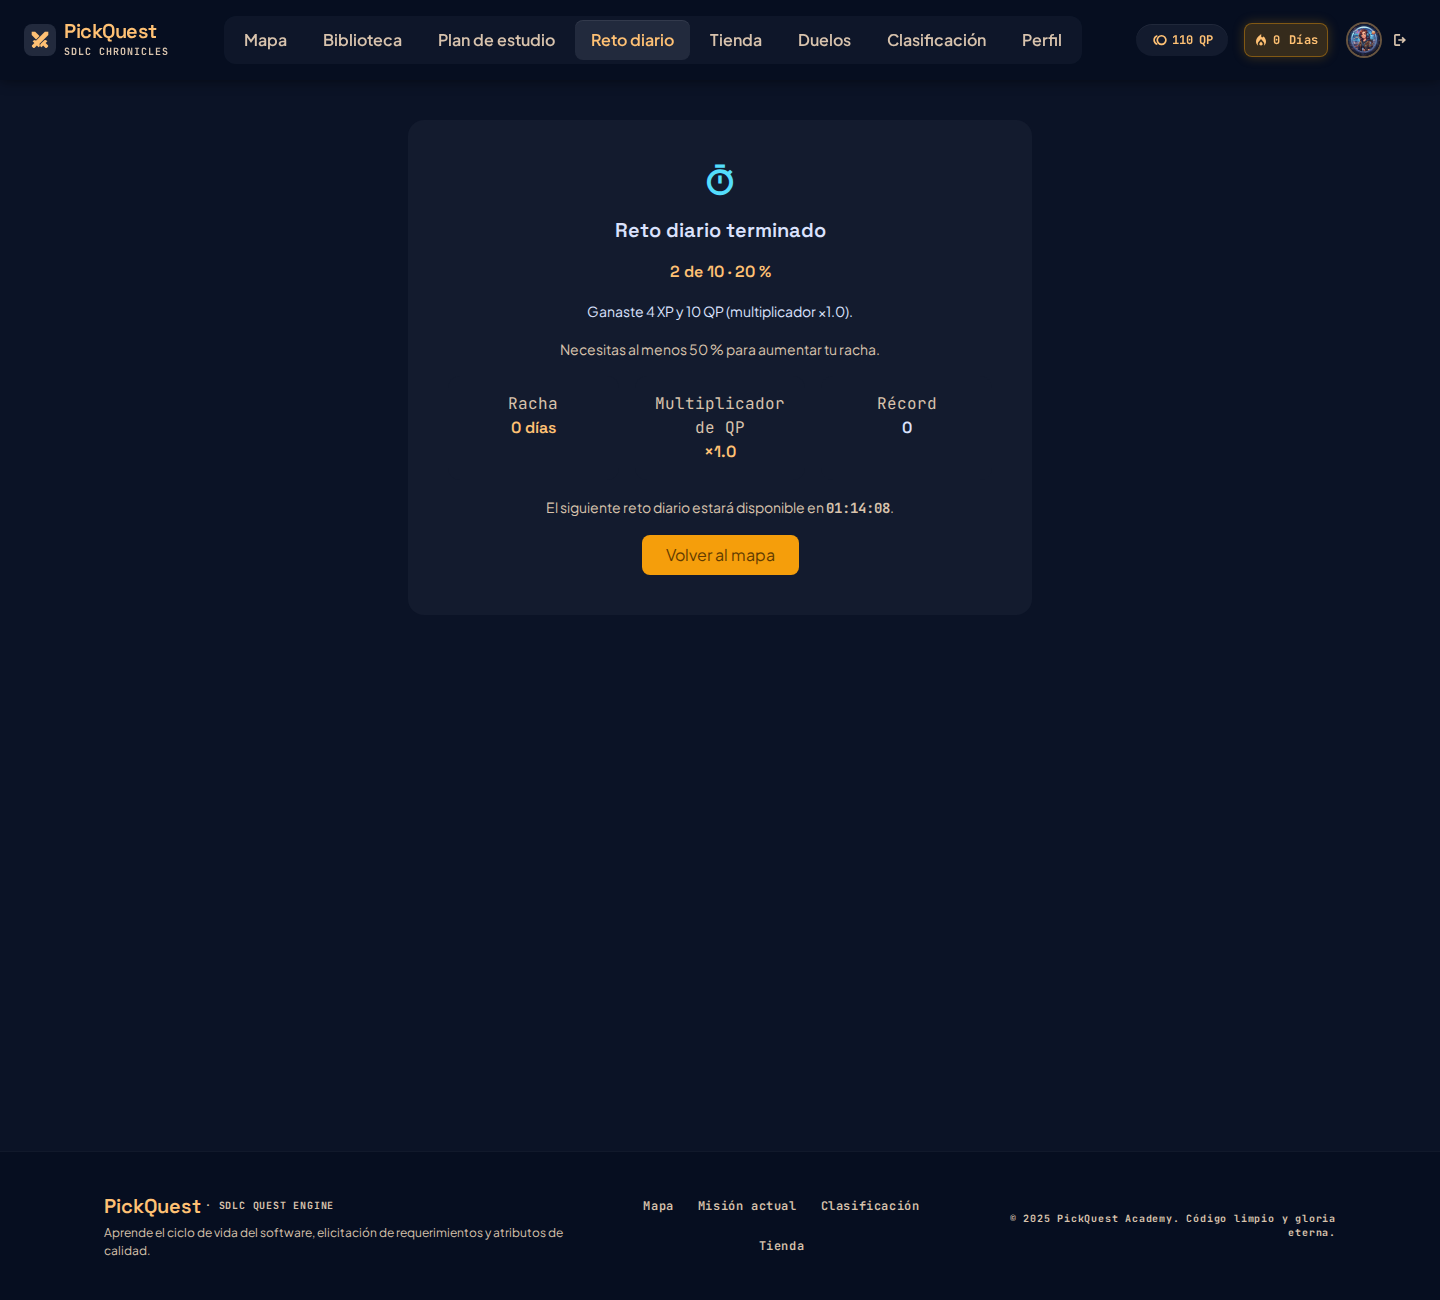 PickQuest
SDLC CHRONICLES
Mapa
Biblioteca
Plan de estudio
Reto diario
Tienda
Duelos
Clasificación
Perfil
110 QP
0 Días
Reto diario terminado
2 de 10 · 20 %
Ganaste 4 XP y 10 QP (multiplicador ×1.0).
Necesitas al menos 50 % para aumentar tu racha.
Racha
0 días
Multiplicador
de QP
×1.0
Récord
0
El siguiente reto diario estará disponible en 01:14:08.
Volver al mapa
PickQuest · SDLC QUEST ENGINE
Aprende el ciclo de vida del software, elicitación de requerimientos y atributos de
calidad.
Mapa
Misión actual
Clasificación
Tienda
© 2025 PickQuest Academy. Código limpio y gloria
eterna.